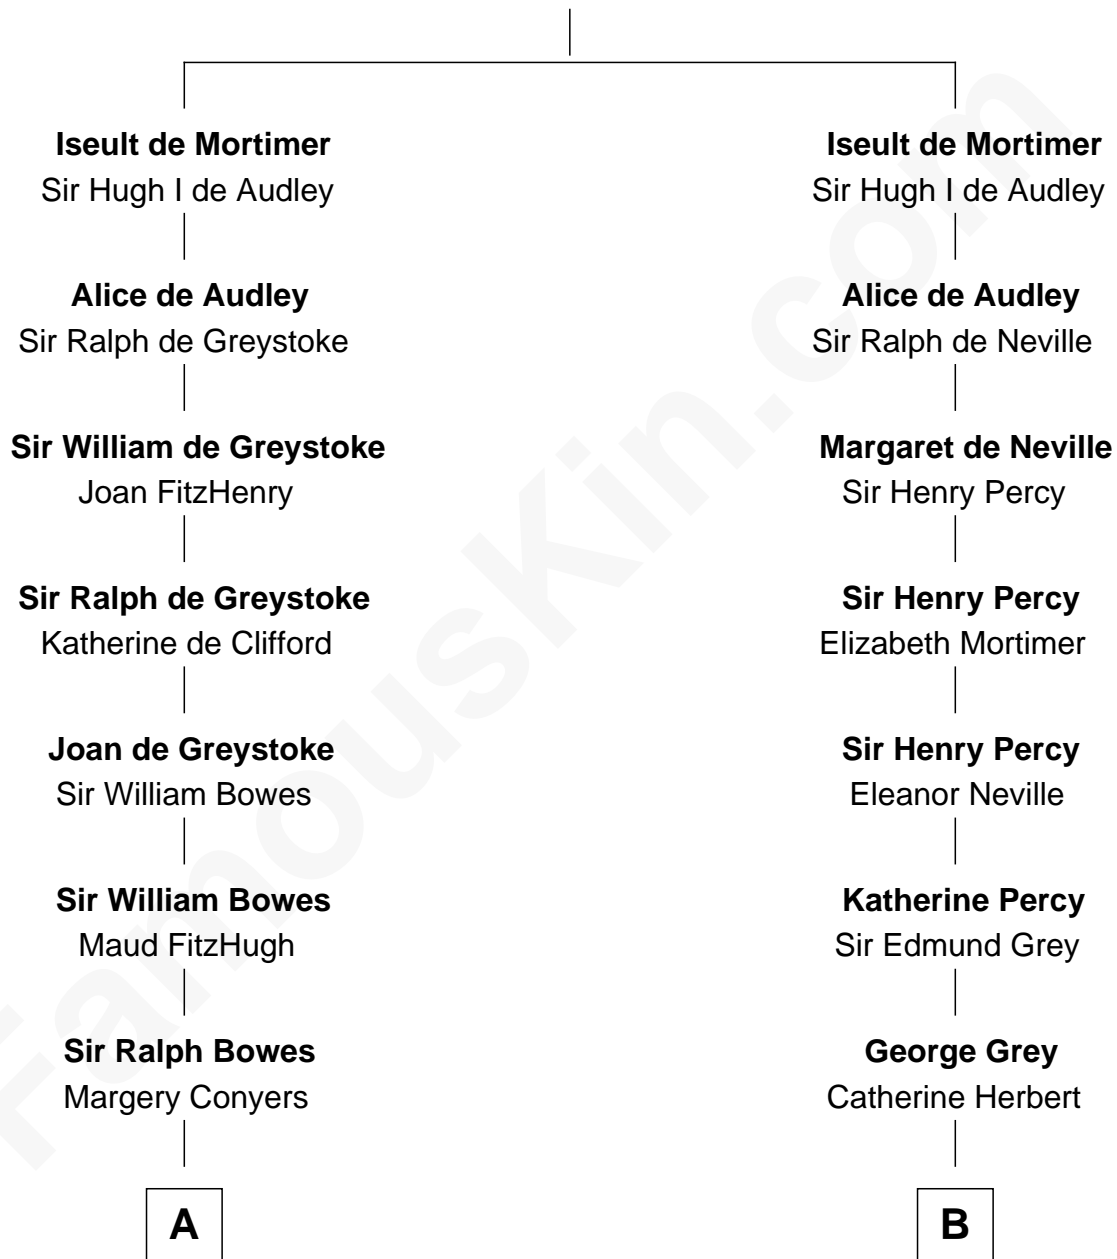 Iseult de Mortimer
Sir Hugh I de Audley
Alice de Audley
Sir Ralph de Greystoke
Sir William de Greystoke
Joan FitzHenry
Sir Ralph de Greystoke
Katherine de Clifford
Joan de Greystoke
Sir William Bowes
Sir William Bowes
Maud FitzHugh
Sir Ralph Bowes
Margery Conyers
A
Iseult de Mortimer
Sir Hugh I de Audley
Alice de Audley
Sir Ralph de Neville
Margaret de Neville
Sir Henry Percy
Sir Henry Percy
Elizabeth Mortimer
Sir Henry Percy
Eleanor Neville
Katherine Percy
Sir Edmund Grey
George Grey
Catherine Herbert
B
FamousKin.com